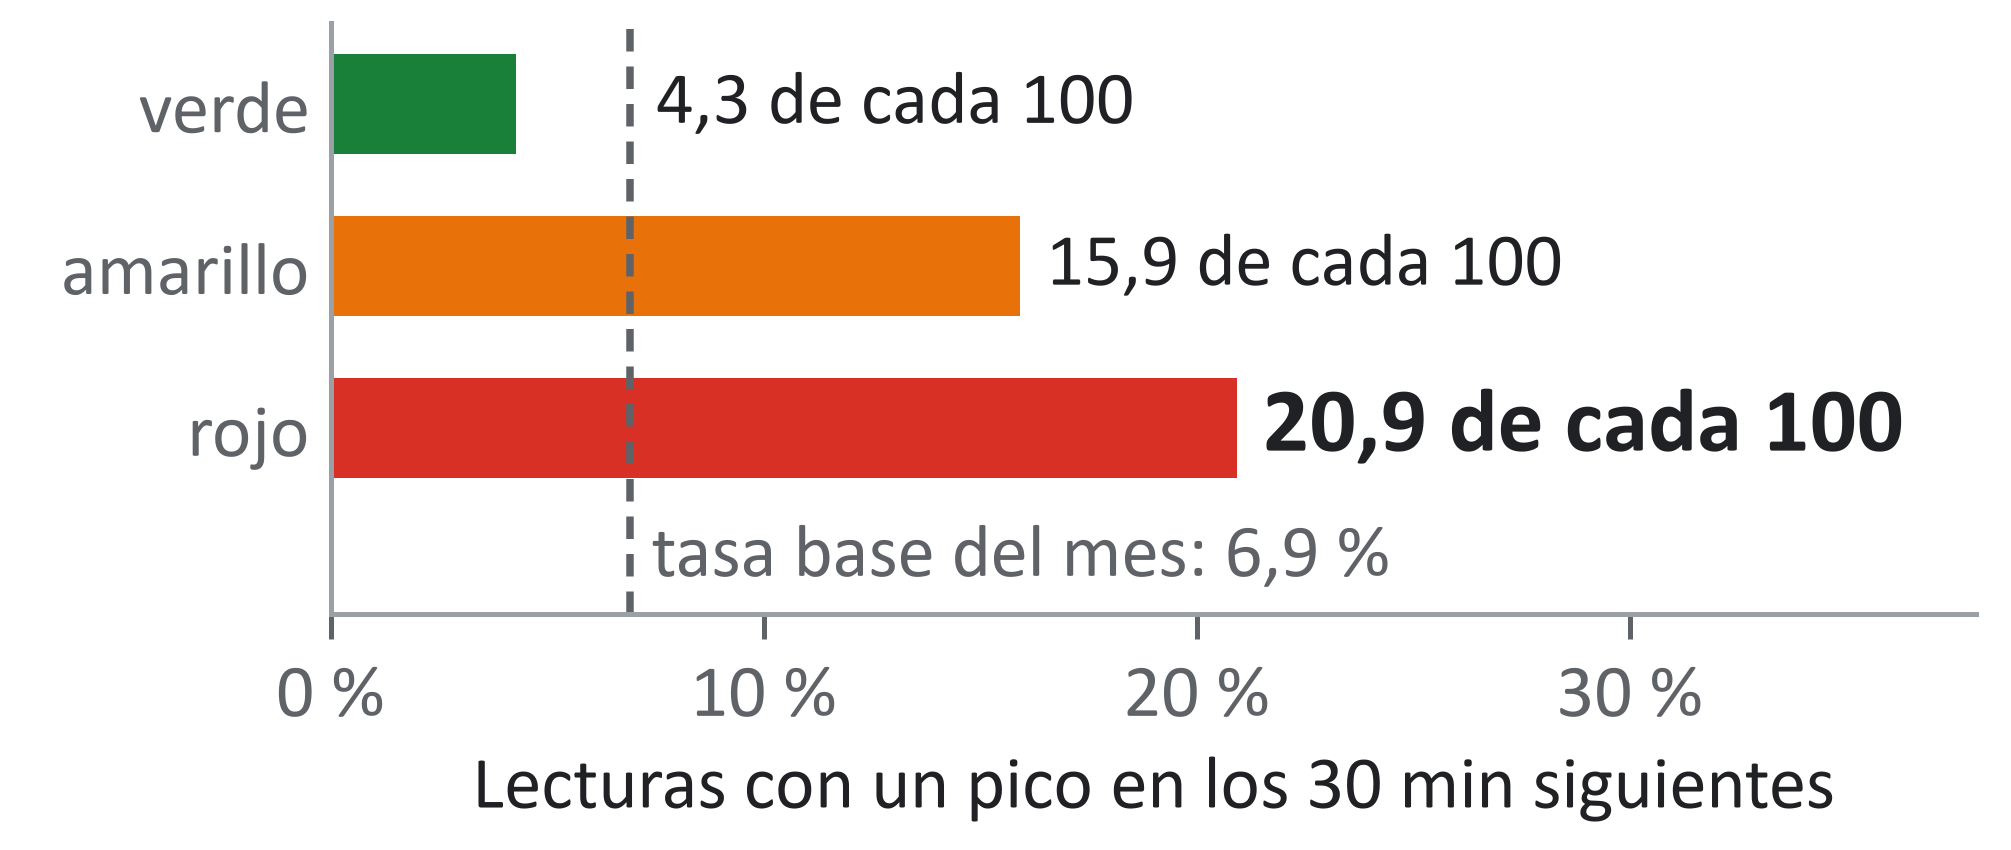 verde
4,3 de cada 100
amarillo
15,9 de cada 100
rojo
20,9 de cada 100
tasa base del mes: 6,9 %
0 %
10 %
20 %
30 %
Lecturas con un pico en los 30 min siguientes